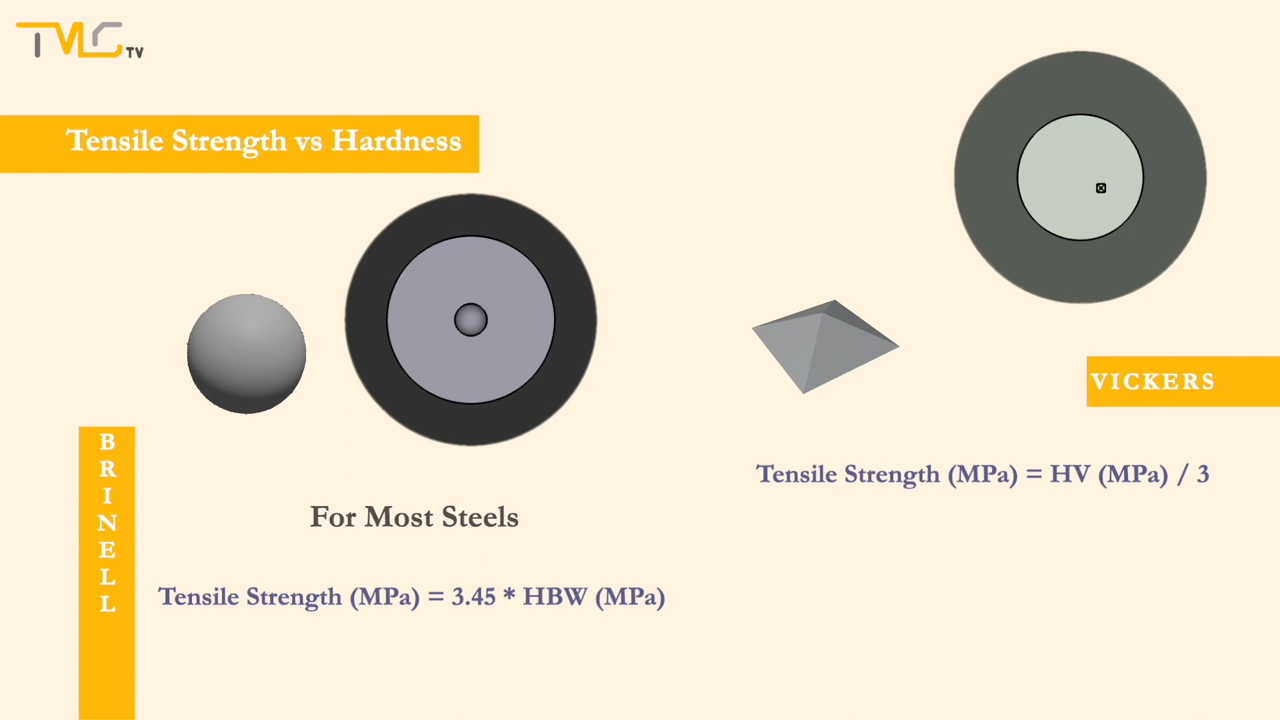 TMC TV
Tensile Strength vs Hardness
VICKERS
BRINELL
Tensile Strength (MPa) = HV (MPa) / 3
For Most Steels
Tensile Strength (MPa) = 3.45 * HBW (MPa)